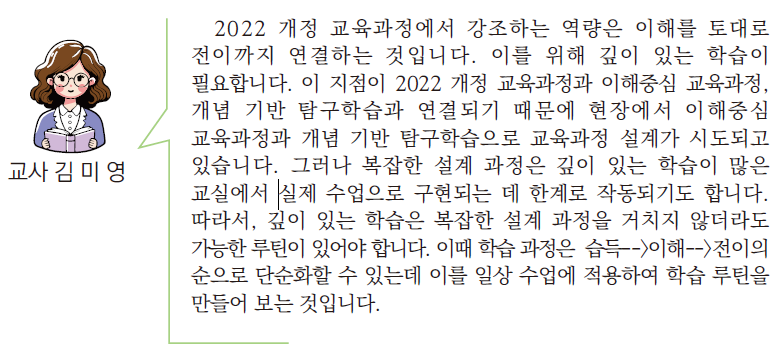 2022 개정 교육과정에서 강조하는 역량은 이해를 토대로
전이까지 연결하는 것입니다. 이를 위해 깊이 있는 학습이
필요합니다. 이 지점이 2022 개정 교육과정과 이해중심 교육과정,
개념 기반 탐구학습과 연결되기 때문에 현장에서 이해중심
교육과정과 개념 기반 탐구학습으로 교육과정 설계가 시도되고
있습니다. 그러나 복잡한 설계 과정은 깊이 있는 학습이 많은
교실에서 실제 수업으로 구현되는 데 한계로 작동되기도 합니다.
따라서, 깊이 있는 학습은 복잡한 설계 과정을 거치지 않더라도
가능한 루틴이 있어야 합니다. 이때 학습 과정은 습득-->이해-->전이의
순으로 단순화할 수 있는데 이를 일상 수업에 적용하여 학습 루틴을
만들어 보는 것입니다.
교사 김 미 영